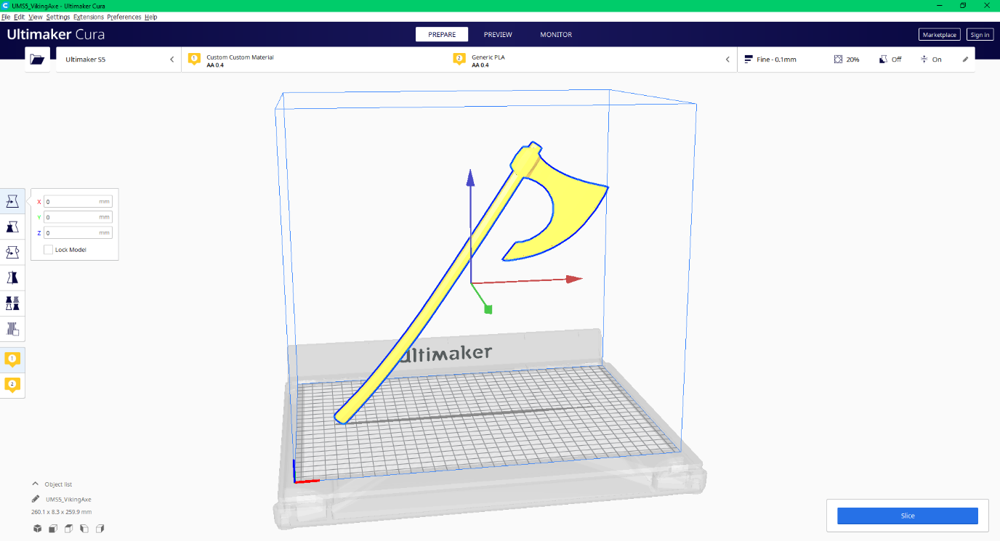 UMS5_VikingAxe - Ultimaker Cura
File Edit View Settings Extensions Preferences Help
Ultimaker Cura
PREPARE
PREVIEW
MONITOR
Marketplace
Sign in
Ultimaker S5
1
Custom Custom Material
AA 0.4
2
Generic PLA
AA 0.4
Fine - 0.1mm
20%
Off
On
X 0 mm
Y 0 mm
Z 0 mm
Lock Model
1
2
ultimaker
Object list
UMS5_VikingAxe
260.1 x 8.3 x 259.9 mm
Slice